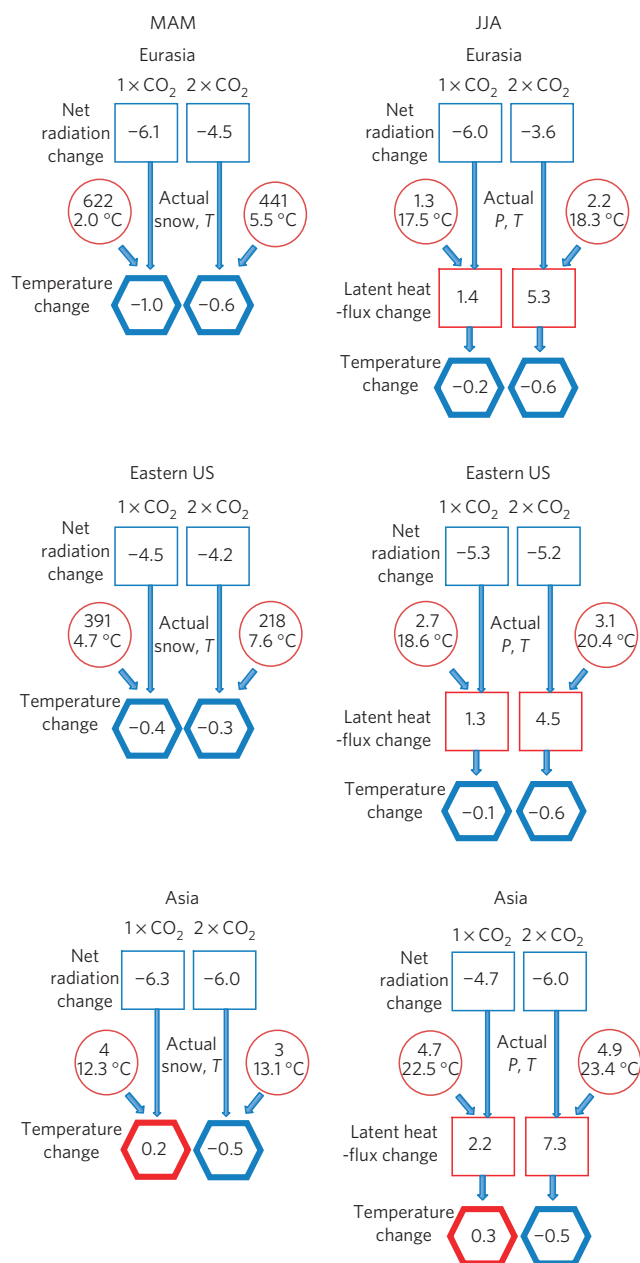 MAM
Eurasia
1 × CO₂ 2 × CO₂
Net
radiation
change
−6.1 −4.5
622
2.0 °C
Actual
snow, T
441
5.5 °C
Temperature
change
−1.0 −0.6
JJA
Eurasia
1 × CO₂ 2 × CO₂
Net
radiation
change
−6.0 −3.6
1.3
17.5 °C
Actual
P, T
2.2
18.3 °C
Latent heat
-flux change
1.4 5.3
Temperature
change
−0.2 −0.6
Eastern US
1 × CO₂ 2 × CO₂
Net
radiation
change
−4.5 −4.2
391
4.7 °C
Actual
snow, T
218
7.6 °C
Temperature
change
−0.4 −0.3
Eastern US
1 × CO₂ 2 × CO₂
Net
radiation
change
−5.3 −5.2
2.7
18.6 °C
Actual
P, T
3.1
20.4 °C
Latent heat
-flux change
1.3 4.5
Temperature
change
−0.1 −0.6
Asia
1 × CO₂ 2 × CO₂
Net
radiation
change
−6.3 −6.0
4
12.3 °C
Actual
snow, T
3
13.1 °C
Temperature
change
0.2 −0.5
Asia
1 × CO₂ 2 × CO₂
Net
radiation
change
−4.7 −6.0
4.7
22.5 °C
Actual
P, T
4.9
23.4 °C
Latent heat
-flux change
2.2 7.3
Temperature
change
0.3 −0.5